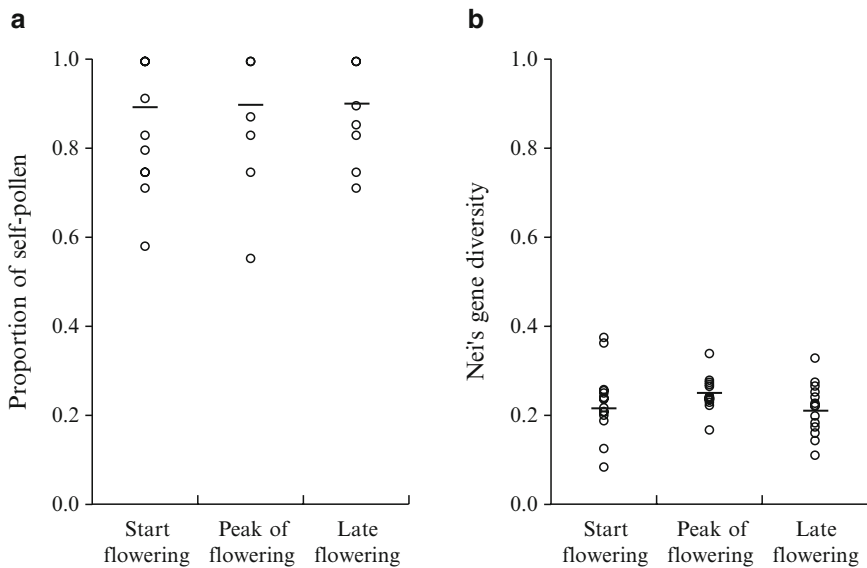 a
Proportion of self-pollen
1.0
0.8
0.6
0.4
0.2
0.0
Start
flowering
Peak of
flowering
Late
flowering
b
Nei's gene diversity
1.0
0.8
0.6
0.4
0.2
0.0
Start
flowering
Peak of
flowering
Late
flowering